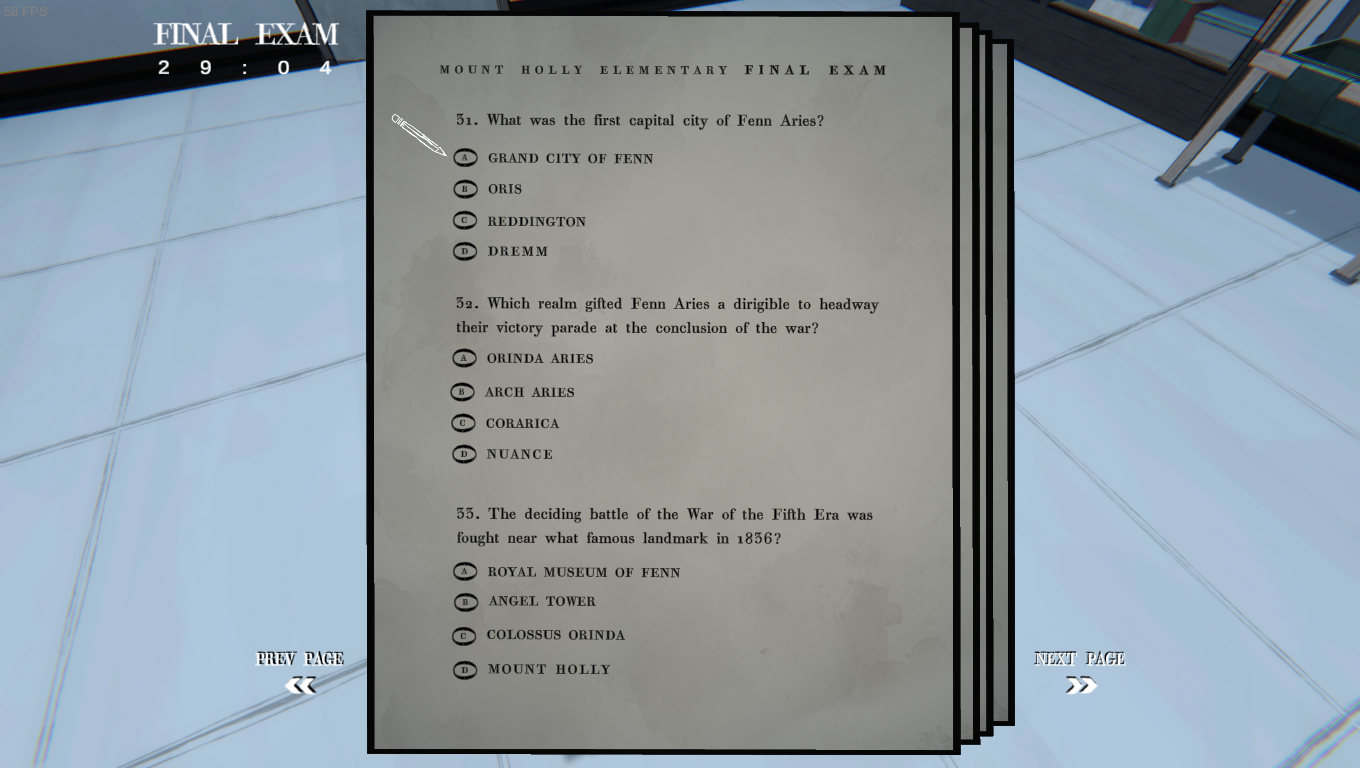 58 FPS
FINAL EXAM
29:04
MOUNT HOLLY ELEMENTARY FINAL EXAM
31. What was the first capital city of Fenn Aries?
A GRAND CITY OF FENN
B ORIS
C REDDINGTON
D DREMM
32. Which realm gifted Fenn Aries a dirigible to headway
their victory parade at the conclusion of the war?
A ORINDA ARIES
B ARCH ARIES
C CORARICA
D NUANCE
33. The deciding battle of the War of the Fifth Era was
fought near what famous landmark in 1836?
A ROYAL MUSEUM OF FENN
B ANGEL TOWER
C COLOSSUS ORINDA
D MOUNT HOLLY
PREV PAGE
NEXT PAGE